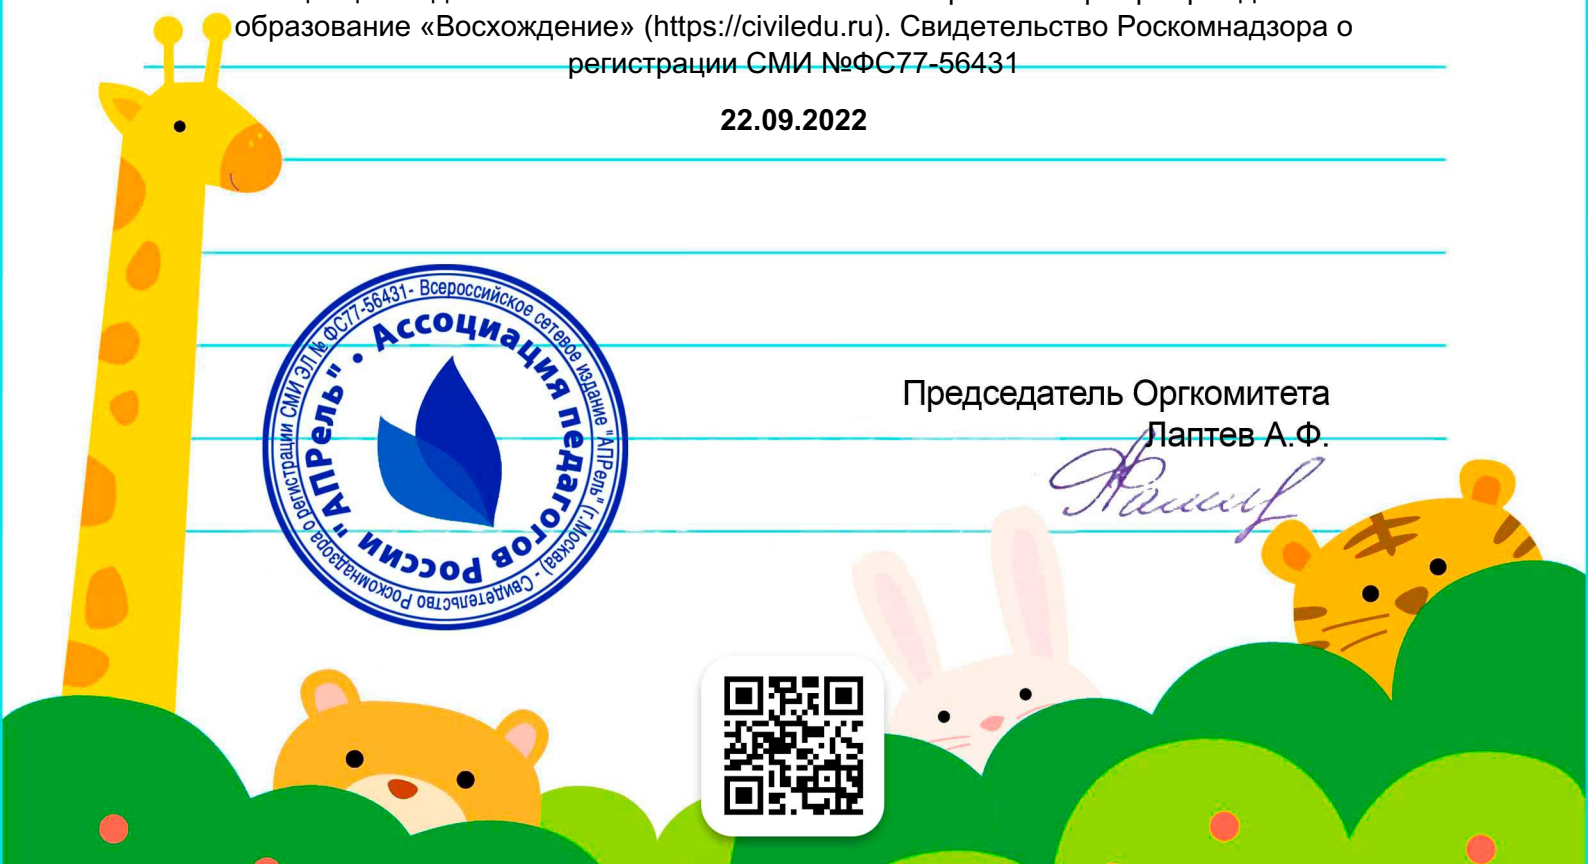 образование «Восхождение» (https://civiledu.ru). Свидетельство Роскомнадзора о
регистрации СМИ №ФС77-56431
22.09.2022
Свидетельство Роскомнадзора о регистрации СМИ ЭЛ № ФС77-56431- Всероссийское сетевое издание "АПРель" (г.Москва) -
Ассоциация педагогов России "АПРель" •
Председатель Оргкомитета
Лаптев А.Ф.